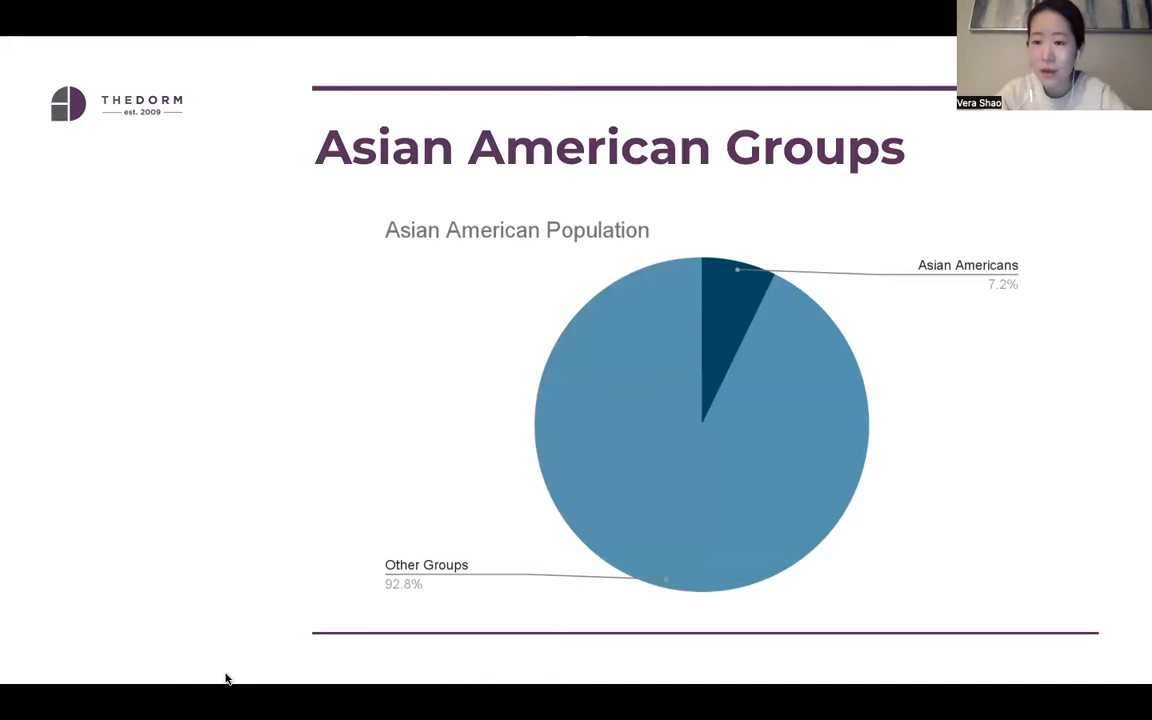 THEDORM
est. 2009
Vera Shao
Asian American Groups
Asian American Population
Asian Americans
7.2%
Other Groups
92.8%